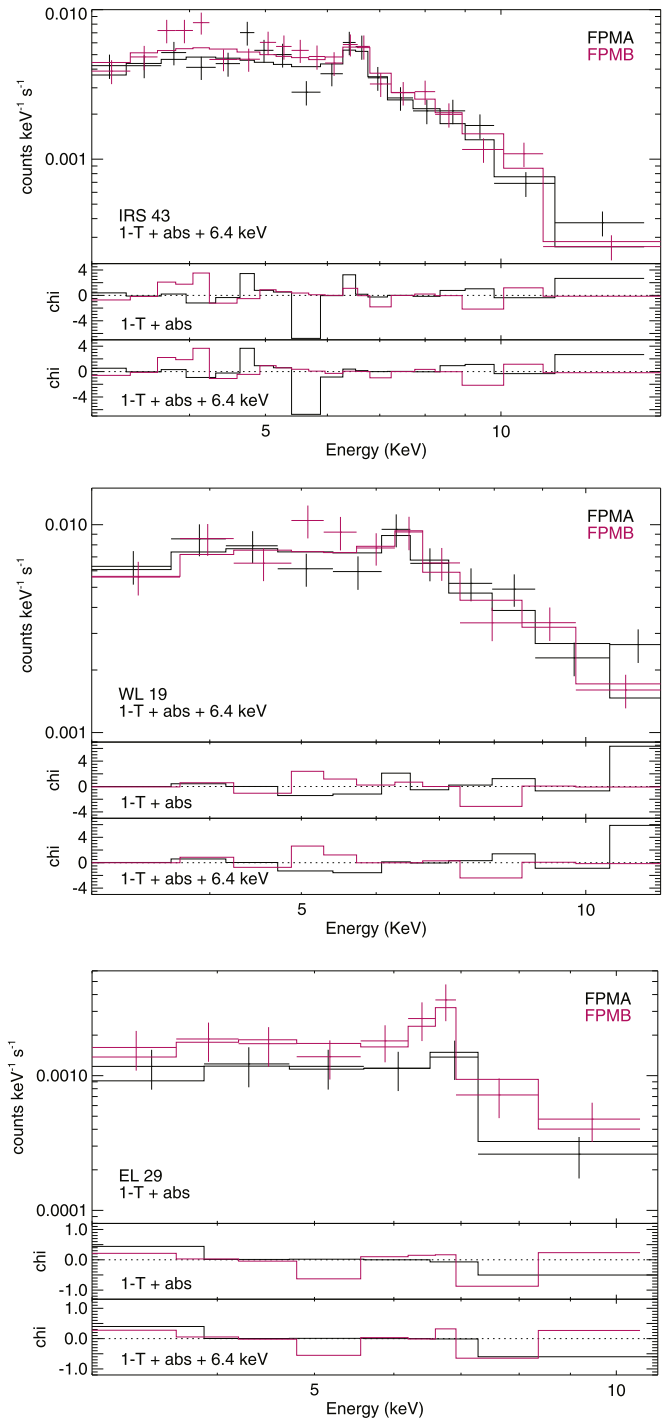 0.010
FPMA
FPMB
counts keV⁻¹ s⁻¹
0.001
IRS 43
1-T + abs + 6.4 keV
4
0
-4
chi
1-T + abs
4
0
-4
chi
1-T + abs + 6.4 keV
5
10
Energy (KeV)
FPMA
FPMB
0.010
counts keV⁻¹ s⁻¹
WL 19
1-T + abs + 6.4 keV
0.001
4
0
-4
chi
1-T + abs
4
0
-4
chi
1-T + abs + 6.4 keV
5
10
Energy (KeV)
FPMA
FPMB
0.0010
counts keV⁻¹ s⁻¹
EL 29
1-T + abs
0.0001
1.0
0.0
-1.0
chi
1-T + abs
1.0
0.0
-1.0
chi
1-T + abs + 6.4 keV
5
10
Energy (keV)